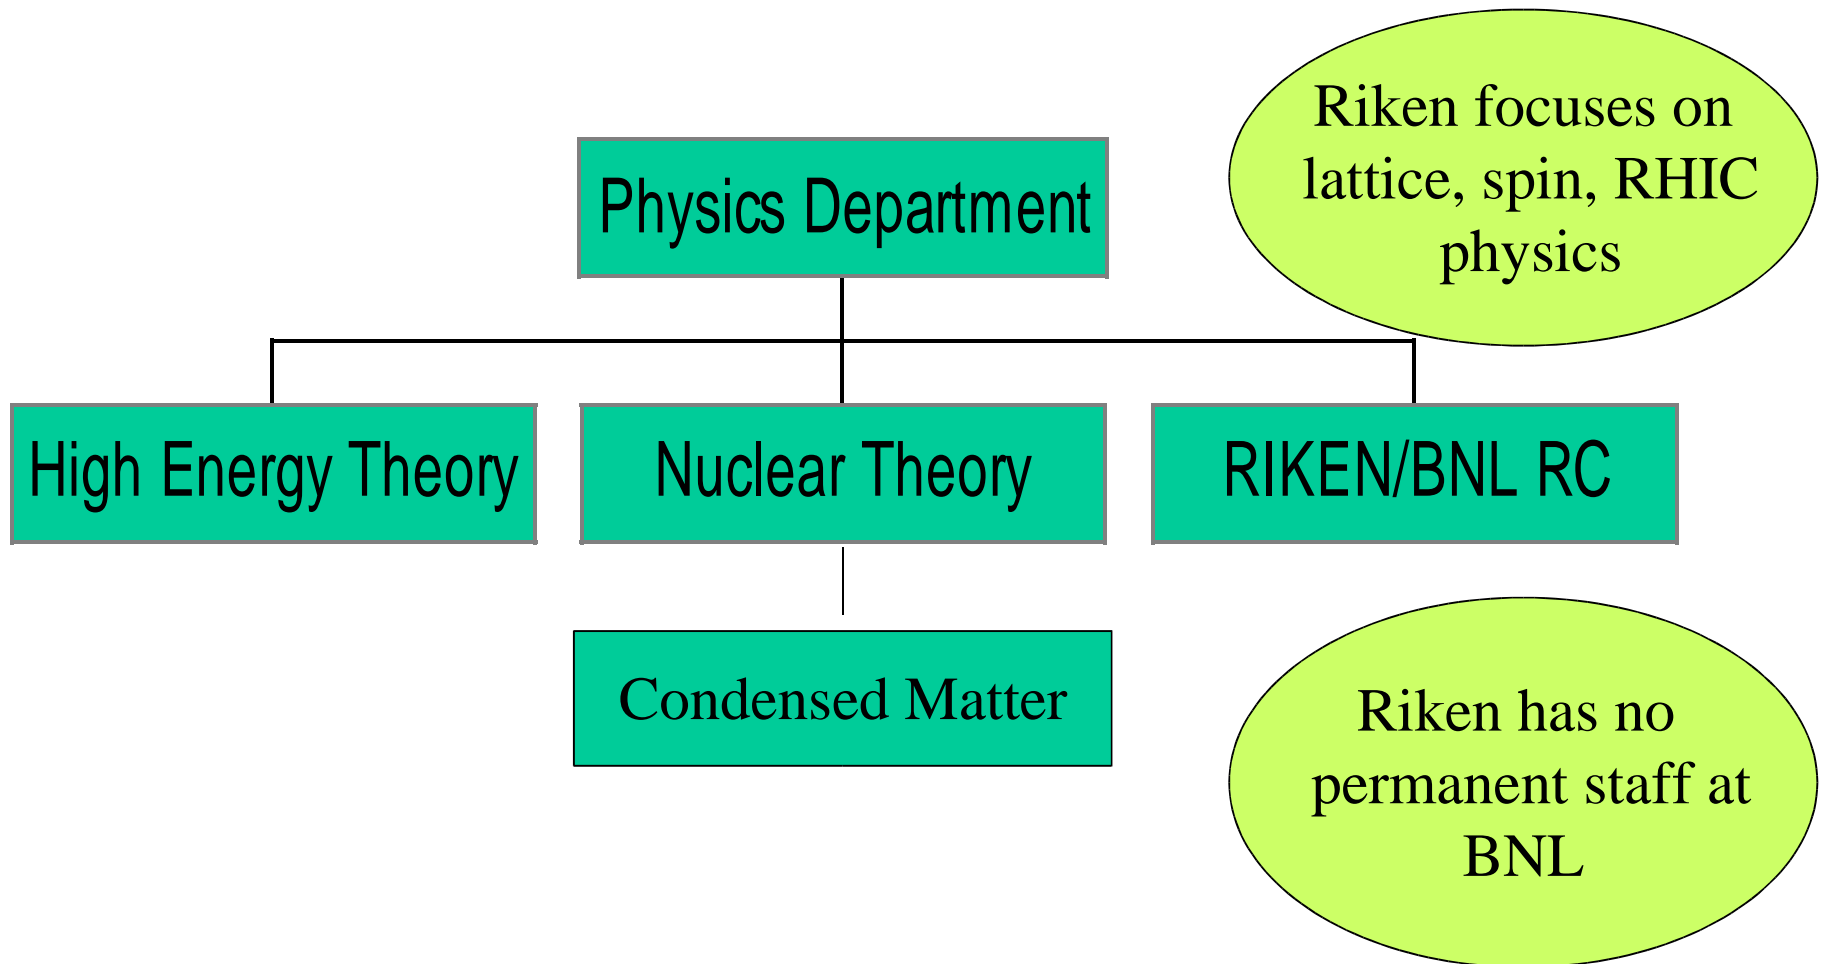 Riken focuses on
lattice, spin, RHIC
physics
Physics Department
High Energy Theory
Nuclear Theory
RIKEN/BNL RC
Condensed Matter
Riken has no
permanent staff at
BNL